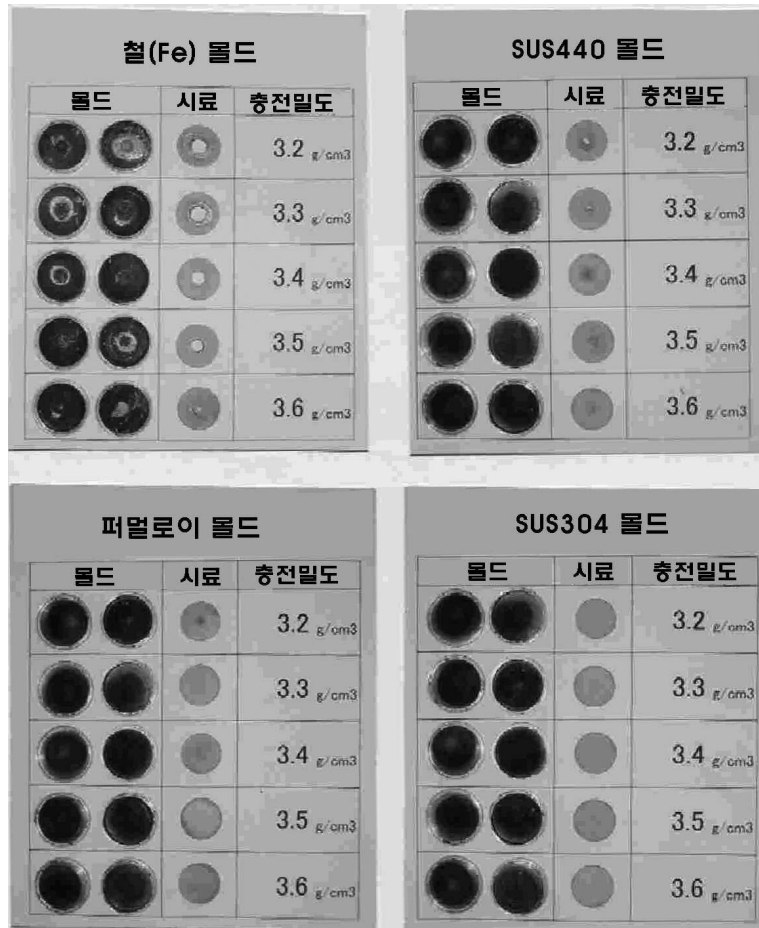 철(Fe) 몰드
몰드 시료 충전밀도
3.2 g/cm3
3.3 g/cm3
3.4 g/cm3
3.5 g/cm3
3.6 g/cm3
SUS440 몰드
몰드 시료 충전밀도
3.2 g/cm3
3.3 g/cm3
3.4 g/cm3
3.5 g/cm3
3.6 g/cm3
퍼멀로이 몰드
몰드 시료 충전밀도
3.2 g/cm3
3.3 g/cm3
3.4 g/cm3
3.5 g/cm3
3.6 g/cm3
SUS304 몰드
몰드 시료 충전밀도
3.2 g/cm3
3.3 g/cm3
3.4 g/cm3
3.5 g/cm3
3.6 g/cm3